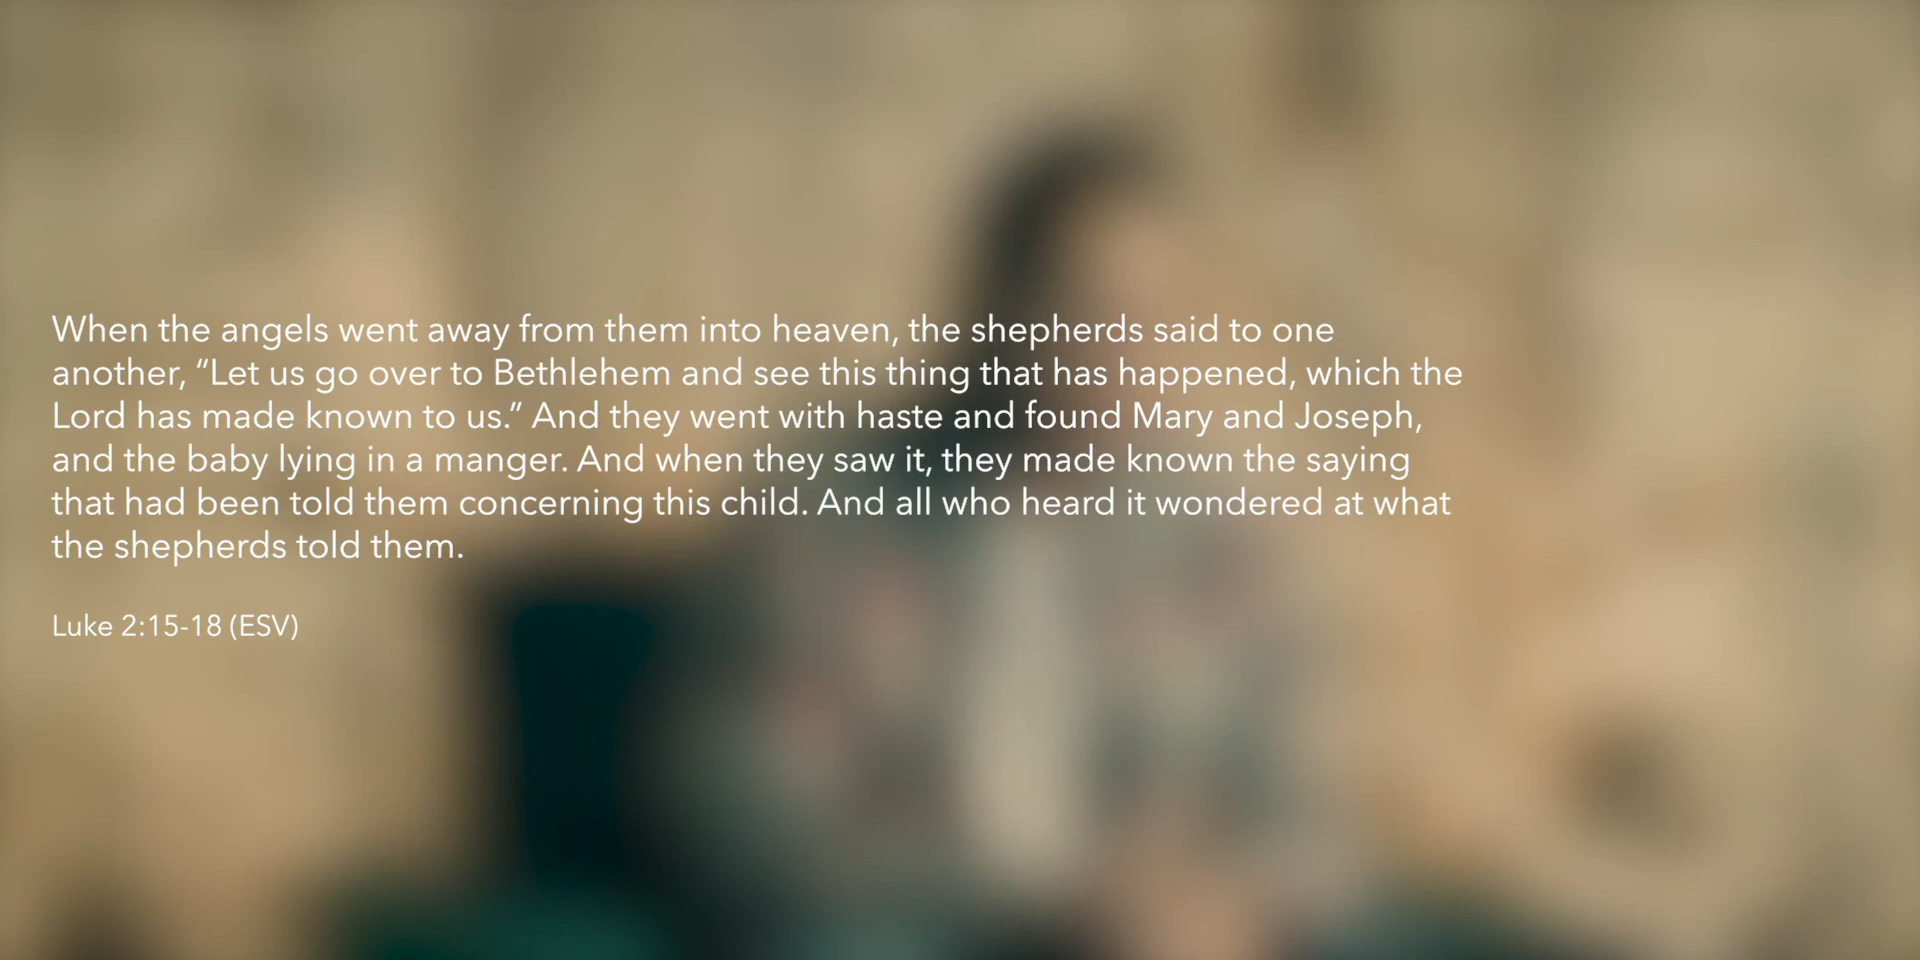 When the angels went away from them into heaven, the shepherds said to one
another, “Let us go over to Bethlehem and see this thing that has happened, which the
Lord has made known to us.” And they went with haste and found Mary and Joseph,
and the baby lying in a manger. And when they saw it, they made known the saying
that had been told them concerning this child. And all who heard it wondered at what
the shepherds told them.
Luke 2:15-18 (ESV)